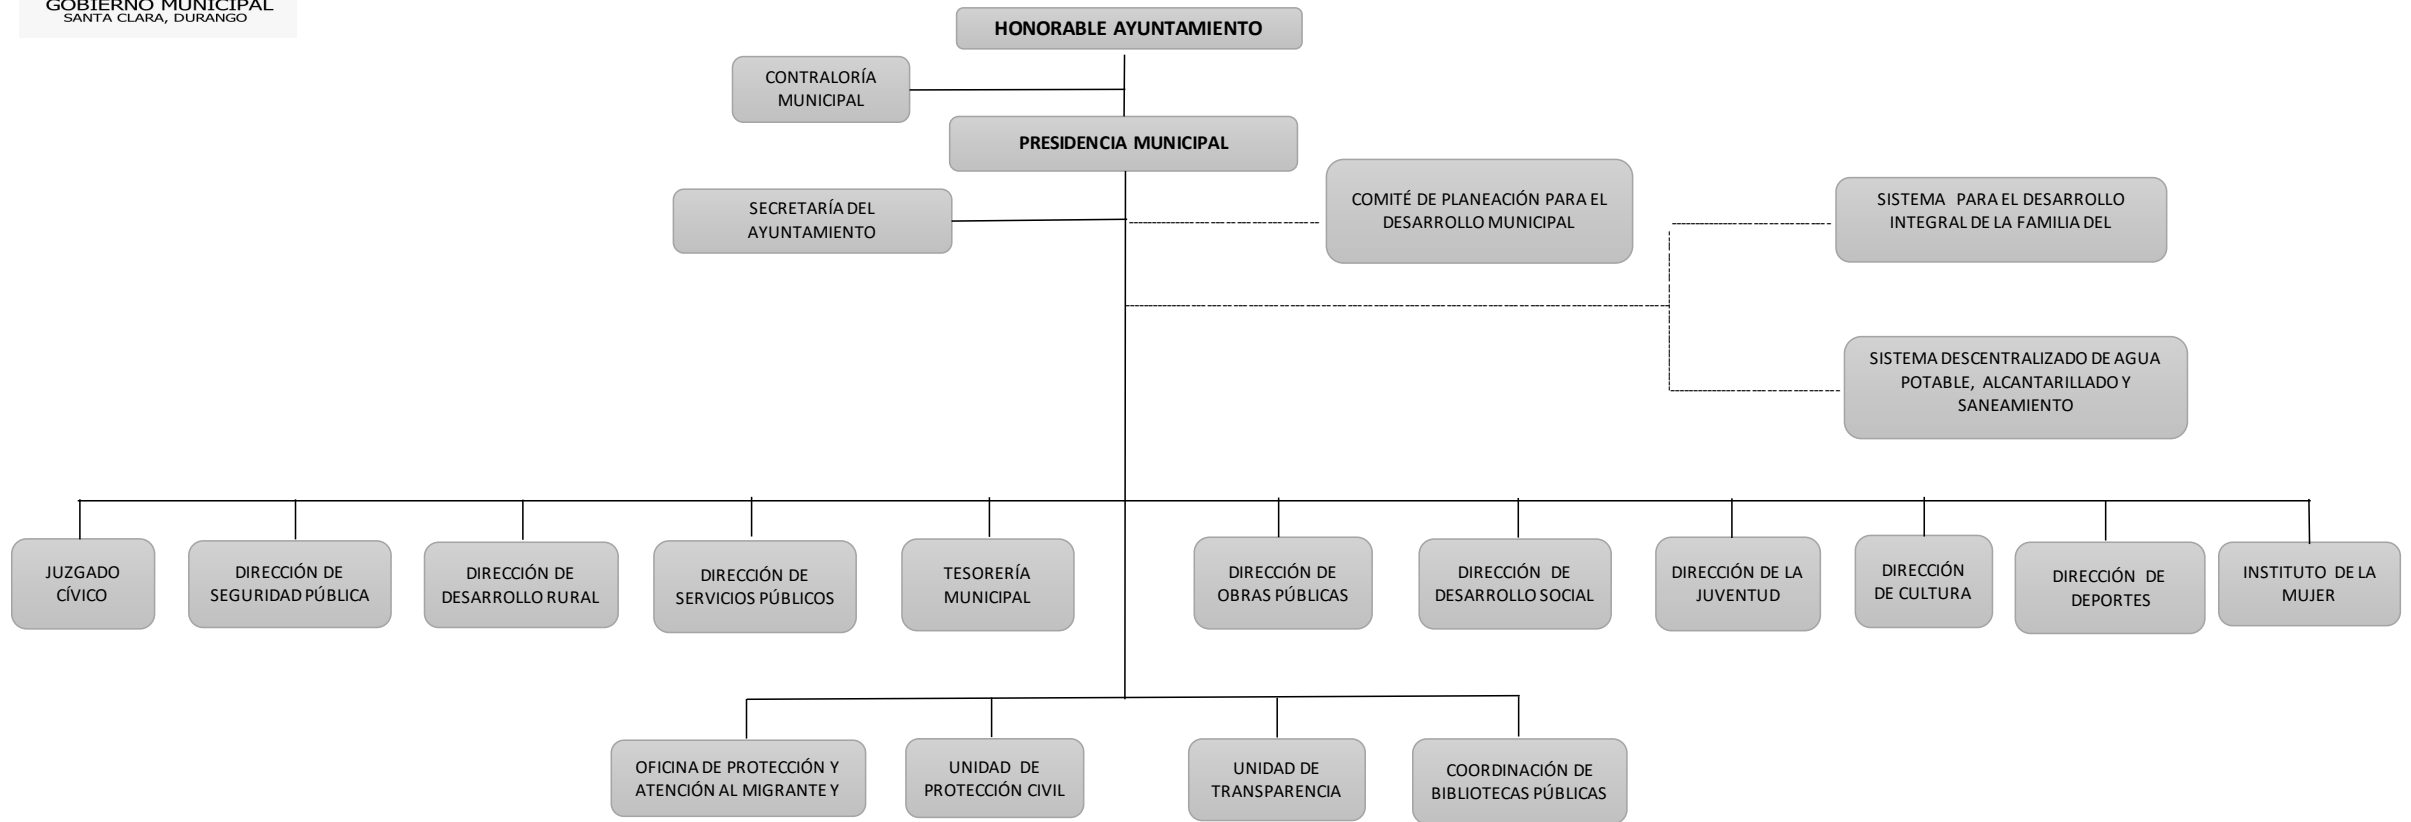 GOBIERNO MUNICIPAL
SANTA CLARA, DURANGO
HONORABLE AYUNTAMIENTO
CONTRALORÍA
MUNICIPAL
PRESIDENCIA MUNICIPAL
SECRETARÍA DEL
AYUNTAMIENTO
COMITÉ DE PLANEACIÓN PARA EL
DESARROLLO MUNICIPAL
SISTEMA PARA EL DESARROLLO
INTEGRAL DE LA FAMILIA DEL
SISTEMA DESCENTRALIZADO DE AGUA
POTABLE, ALCANTARILLADO Y
SANEAMIENTO
JUZGADO
CÍVICO
DIRECCIÓN DE
SEGURIDAD PÚBLICA
DIRECCIÓN DE
DESARROLLO RURAL
DIRECCIÓN DE
SERVICIOS PÚBLICOS
TESORERÍA
MUNICIPAL
DIRECCIÓN DE
OBRAS PÚBLICAS
DIRECCIÓN DE
DESARROLLO SOCIAL
DIRECCIÓN DE LA
JUVENTUD
DIRECCIÓN
DE CULTURA
DIRECCIÓN DE
DEPORTES
INSTITUTO DE LA
MUJER
OFICINA DE PROTECCIÓN Y
ATENCIÓN AL MIGRANTE Y
UNIDAD DE
PROTECCIÓN CIVIL
UNIDAD DE
TRANSPARENCIA
COORDINACIÓN DE
BIBLIOTECAS PÚBLICAS